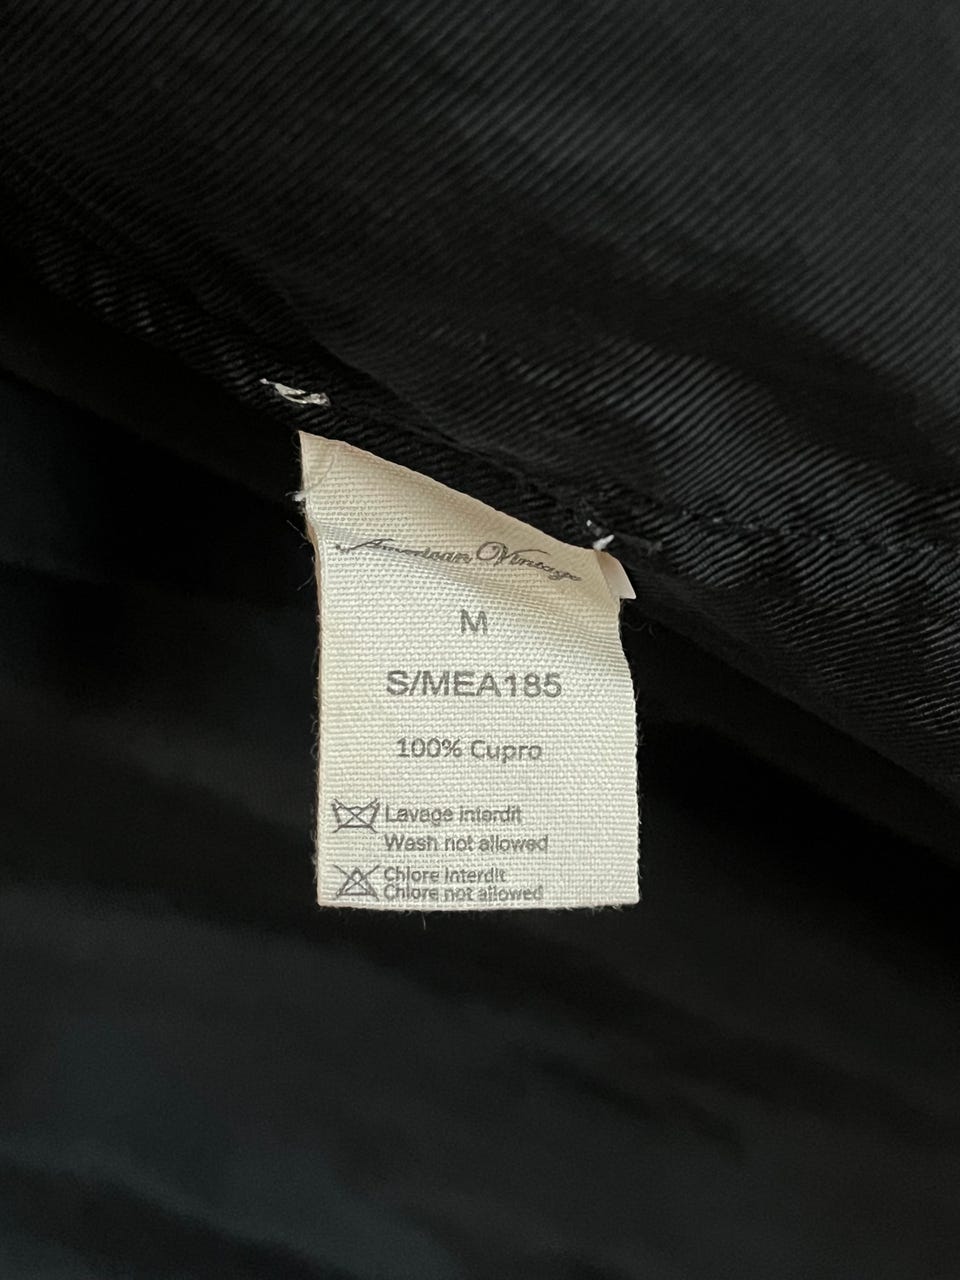 American Vintage
M
S/MEA185
100% Cupro
Lavage interdit
Wash not allowed
Chlore interdit
Chlore not allowed